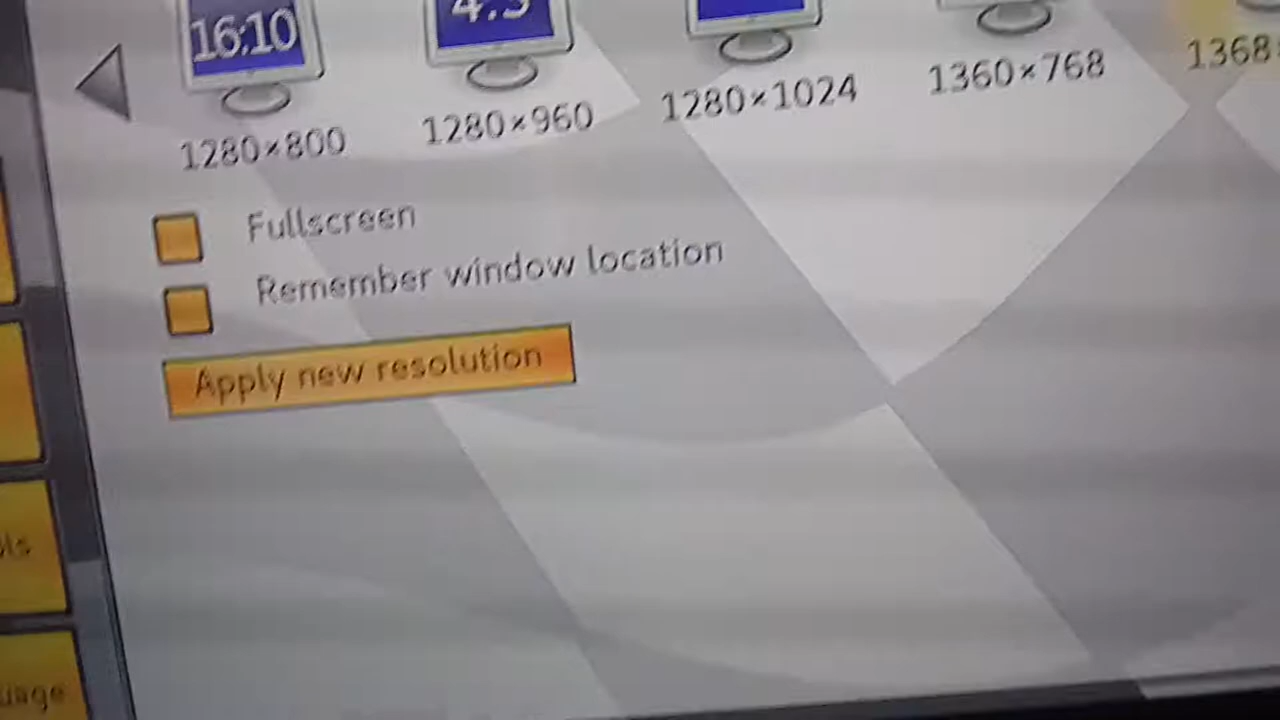 16:10
4:3
1280×800
1280×960
1280×1024
1360×768
1368
Fullscreen
Remember window location
Apply new resolution